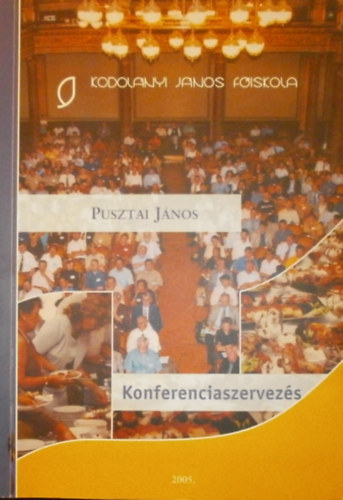 KODOLÁNYI JÁNOS FŐISKOLA
PUSZTAI JÁNOS
Konferenciaszervezés
2005.